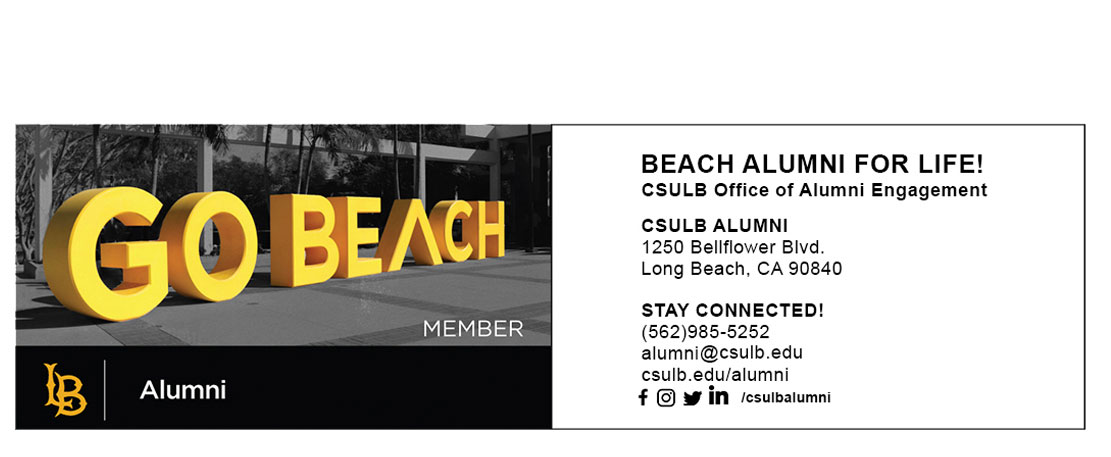 GO BEACH
MEMBER
LB
Alumni
BEACH ALUMNI FOR LIFE!
CSULB Office of Alumni Engagement
CSULB ALUMNI
1250 Bellflower Blvd.
Long Beach, CA 90840
STAY CONNECTED!
(562)985-5252
alumni@csulb.edu
csulb.edu/alumni
/csulbalumni